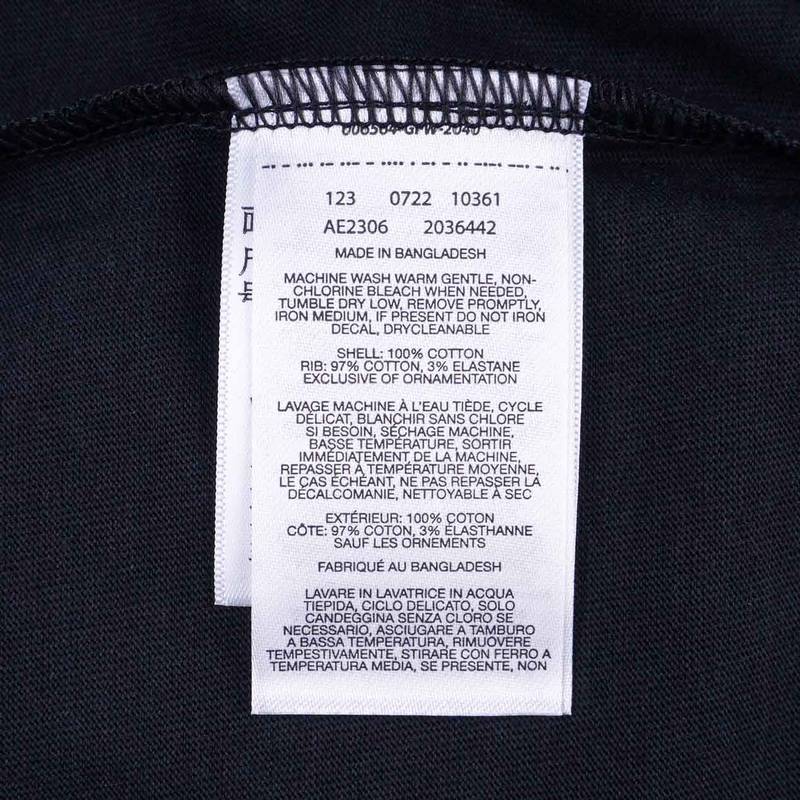 123 0722 10361
AE2306 2036442
MADE IN BANGLADESH
MACHINE WASH WARM GENTLE, NON-
CHLORINE BLEACH WHEN NEEDED,
TUMBLE DRY LOW, REMOVE PROMPTLY,
IRON MEDIUM, IF PRESENT DO NOT IRON
DECAL, DRYCLEANABLE
SHELL: 100% COTTON
RIB: 97% COTTON, 3% ELASTANE
EXCLUSIVE OF ORNAMENTATION
LAVAGE MACHINE À L'EAU TIÈDE, CYCLE
DÉLICAT, BLANCHIR SANS CHLORE
SI BESOIN, SÉCHAGE MACHINE,
BASSE TEMPÉRATURE, SORTIR
IMMÉDIATEMENT DE LA MACHINE,
REPASSER À TEMPÉRATURE MOYENNE,
LE CAS ÉCHÉANT, NE PAS REPASSER LA
DÉCALCOMANIE, NETTOYABLE À SEC
EXTÉRIEUR: 100% COTON
CÔTE: 97% COTON, 3% ÉLASTHANNE
SAUF LES ORNEMENTS
FABRIQUÉ AU BANGLADESH
LAVARE IN LAVATRICE IN ACQUA
TIEPIDA, CICLO DELICATO, SOLO
CANDEGGINA SENZA CLORO SE
NECESSARIO, ASCIUGARE A TAMBURO
A BASSA TEMPERATURA, RIMUOVERE
TEMPESTIVAMENTE, STIRARE CON FERRO A
TEMPERATURA MEDIA, SE PRESENTE, NON